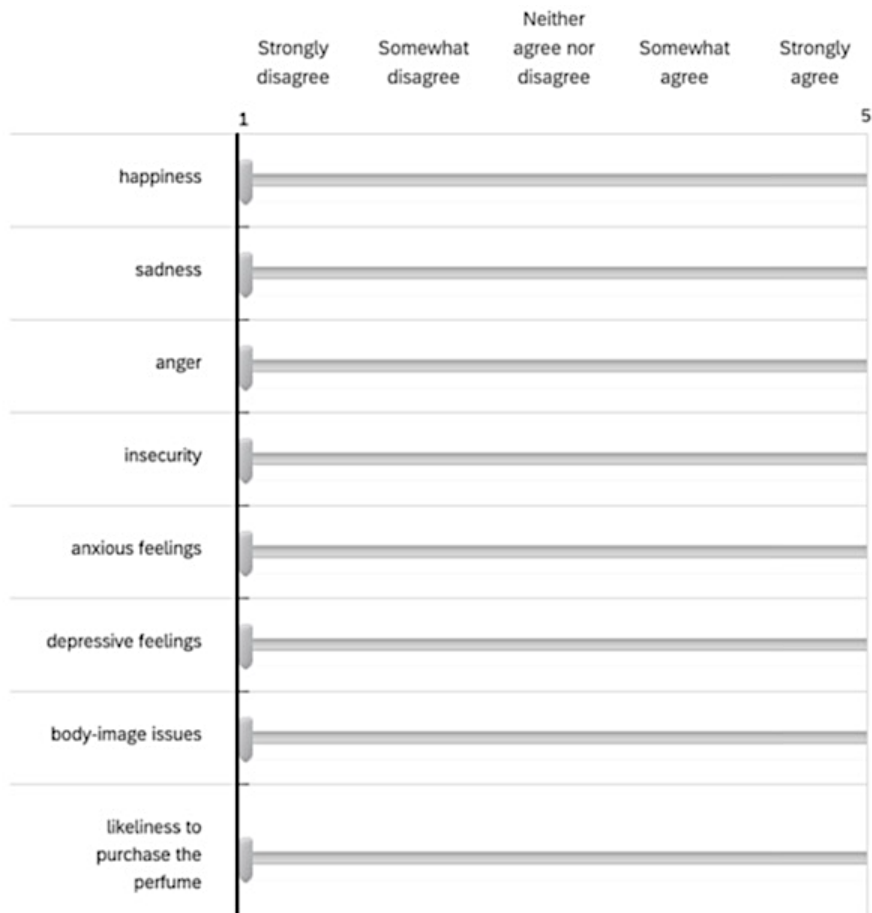 Strongly disagree
Somewhat disagree
Neither agree nor disagree
Somewhat agree
Strongly agree
1
5
happiness
sadness
anger
insecurity
anxious feelings
depressive feelings
body-image issues
likeliness to
purchase the
perfume